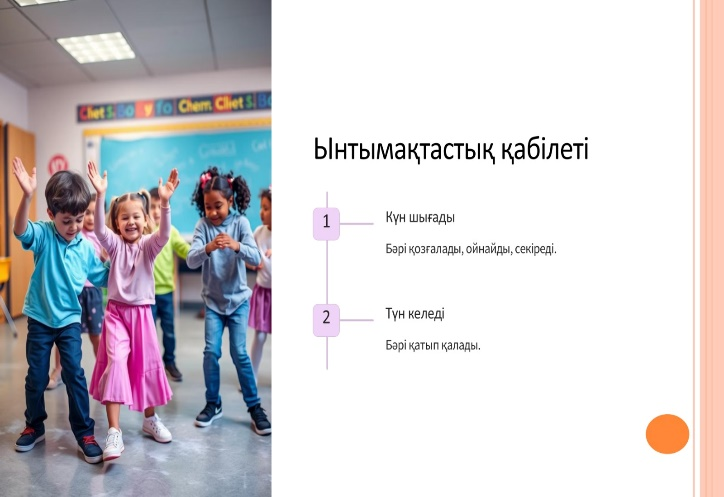 Ынтымақтастық қабілеті
1
Күн шығады
Бәрі қозғалады, ойнайды, секіреді.
2
Түн келеді
Бәрі қатып қалады.